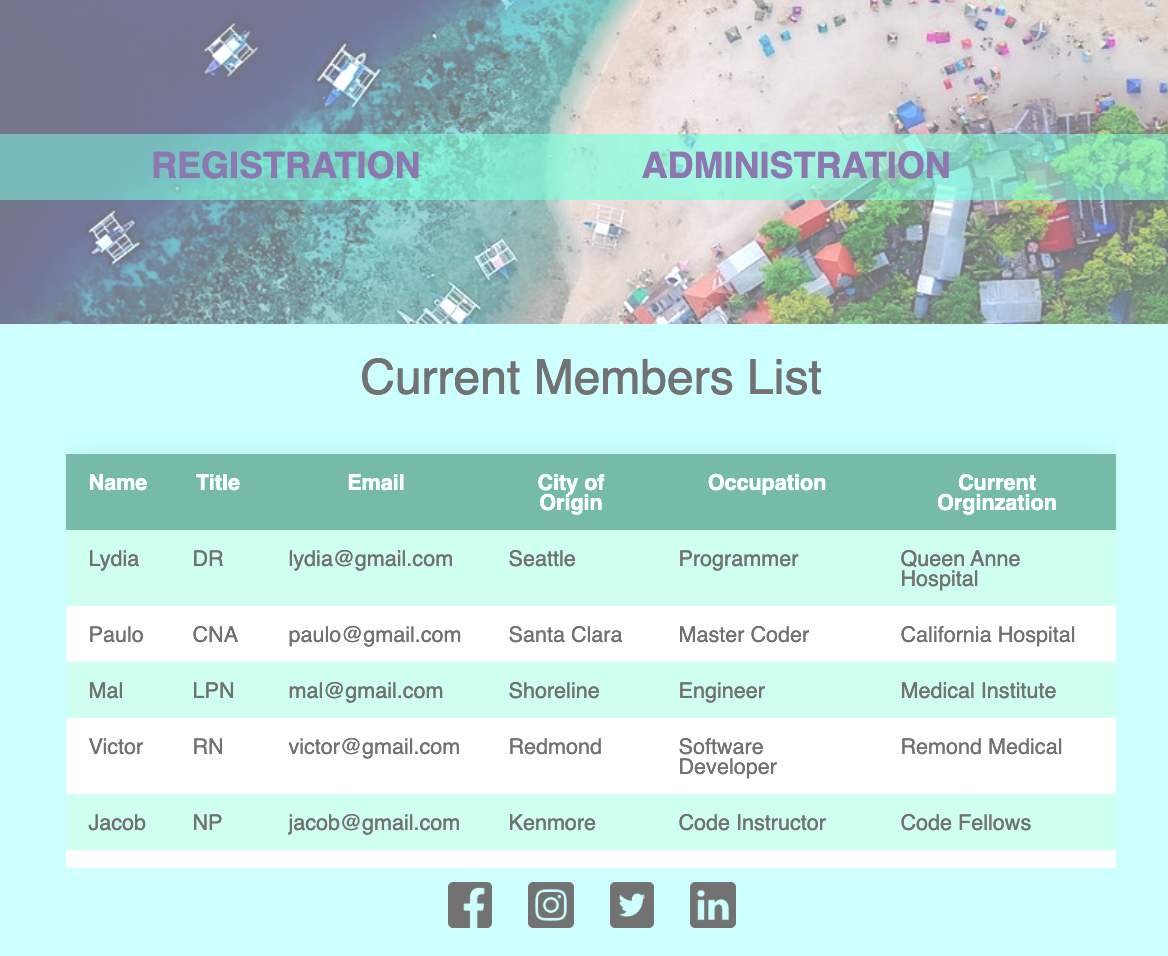 REGISTRATION ADMINISTRATION
Current Members List
Name Title Email City of Origin Occupation Current Orginzation
Lydia DR lydia@gmail.com Seattle Programmer Queen Anne Hospital
Paulo CNA paulo@gmail.com Santa Clara Master Coder California Hospital
Mal LPN mal@gmail.com Shoreline Engineer Medical Institute
Victor RN victor@gmail.com Redmond Software Developer Remond Medical
Jacob NP jacob@gmail.com Kenmore Code Instructor Code Fellows